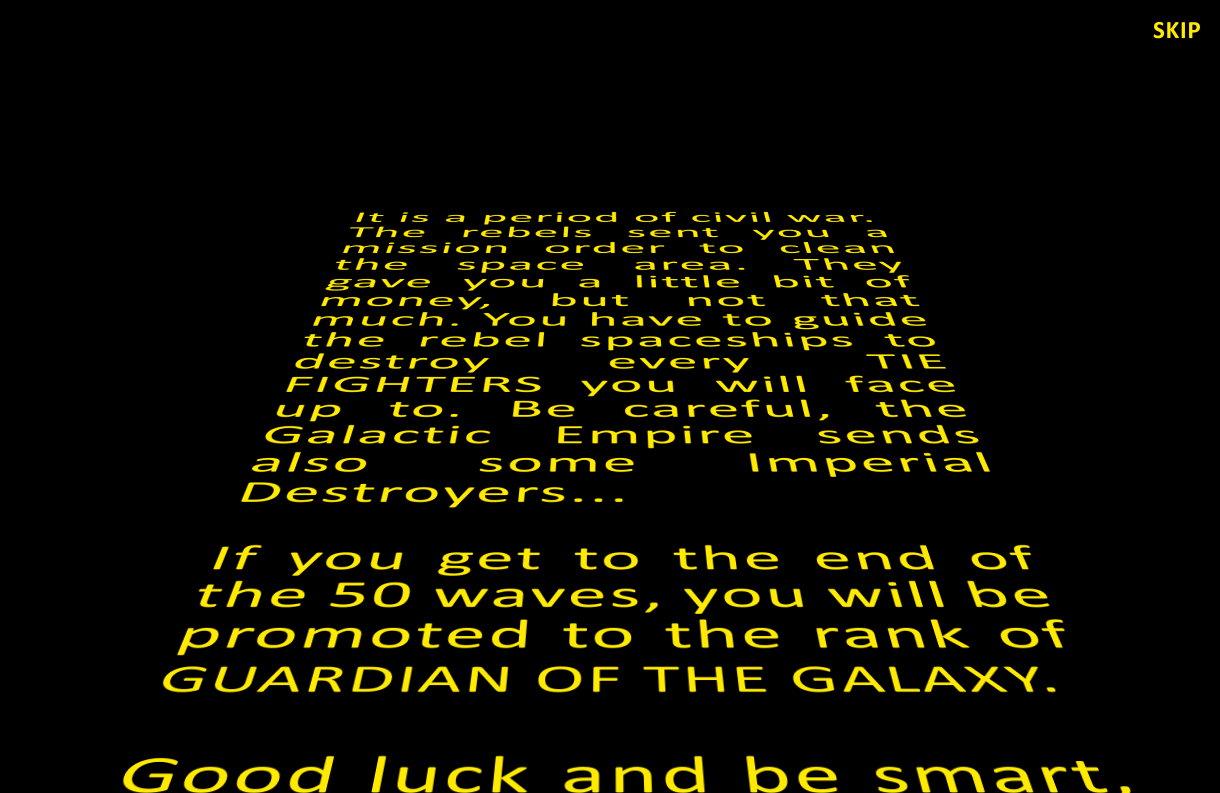 SKIP
It is a period of civil war.
The rebels sent you a
mission order to clean
the space area. They
gave you a little bit of
money, but not that
much. You have to guide
the rebel spaceships to
destroy every TIE
FIGHTERS you will face
up to. Be careful, the
Galactic Empire sends
also some Imperial
Destroyers...
If you get to the end of
the 50 waves, you will be
promoted to the rank of
GUARDIAN OF THE GALAXY.
Good luck and be smart,